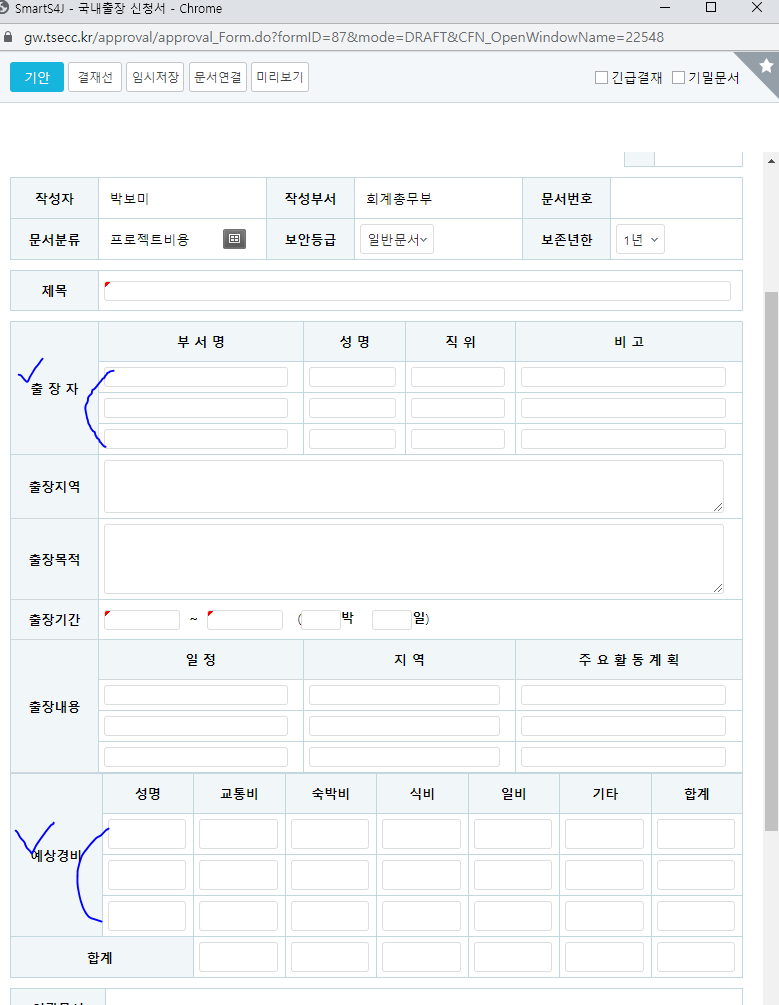 SmartS4J - 국내출장 신청서 - Chrome
gw.tsecc.kr/approval/approval_Form.do?formID=87&mode=DRAFT&CFN_OpenWindowName=22548
기안 결재선 임시저장 문서연결 미리보기 긴급결재 기밀문서
작성자 박보미 작성부서 회계총무부 문서번호
문서분류 프로젝트비용 보안등급 일반문서 보존년한 1년
제목
부 서 명 성 명 직 위 비 고
출 장 자
출장지역
출장목적
출장기간 ~ ( 박 일)
일 정 지 역 주 요 활 동 계 획
출장내용
성명 교통비 숙박비 식비 일비 기타 합계
예상경비
합계